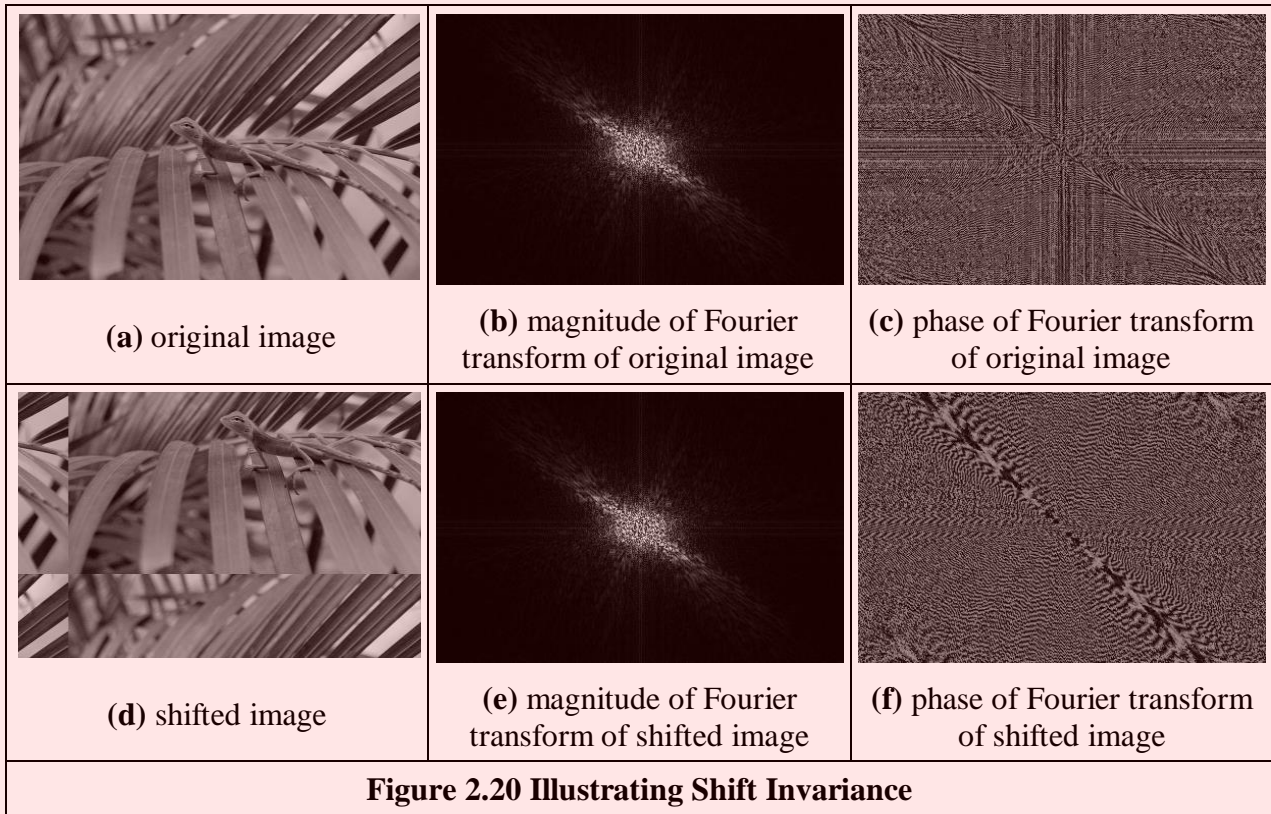 (a) original image
(b) magnitude of Fourier
transform of original image
(c) phase of Fourier transform
of original image
(d) shifted image
(e) magnitude of Fourier
transform of shifted image
(f) phase of Fourier transform
of shifted image
Figure 2.20 Illustrating Shift Invariance